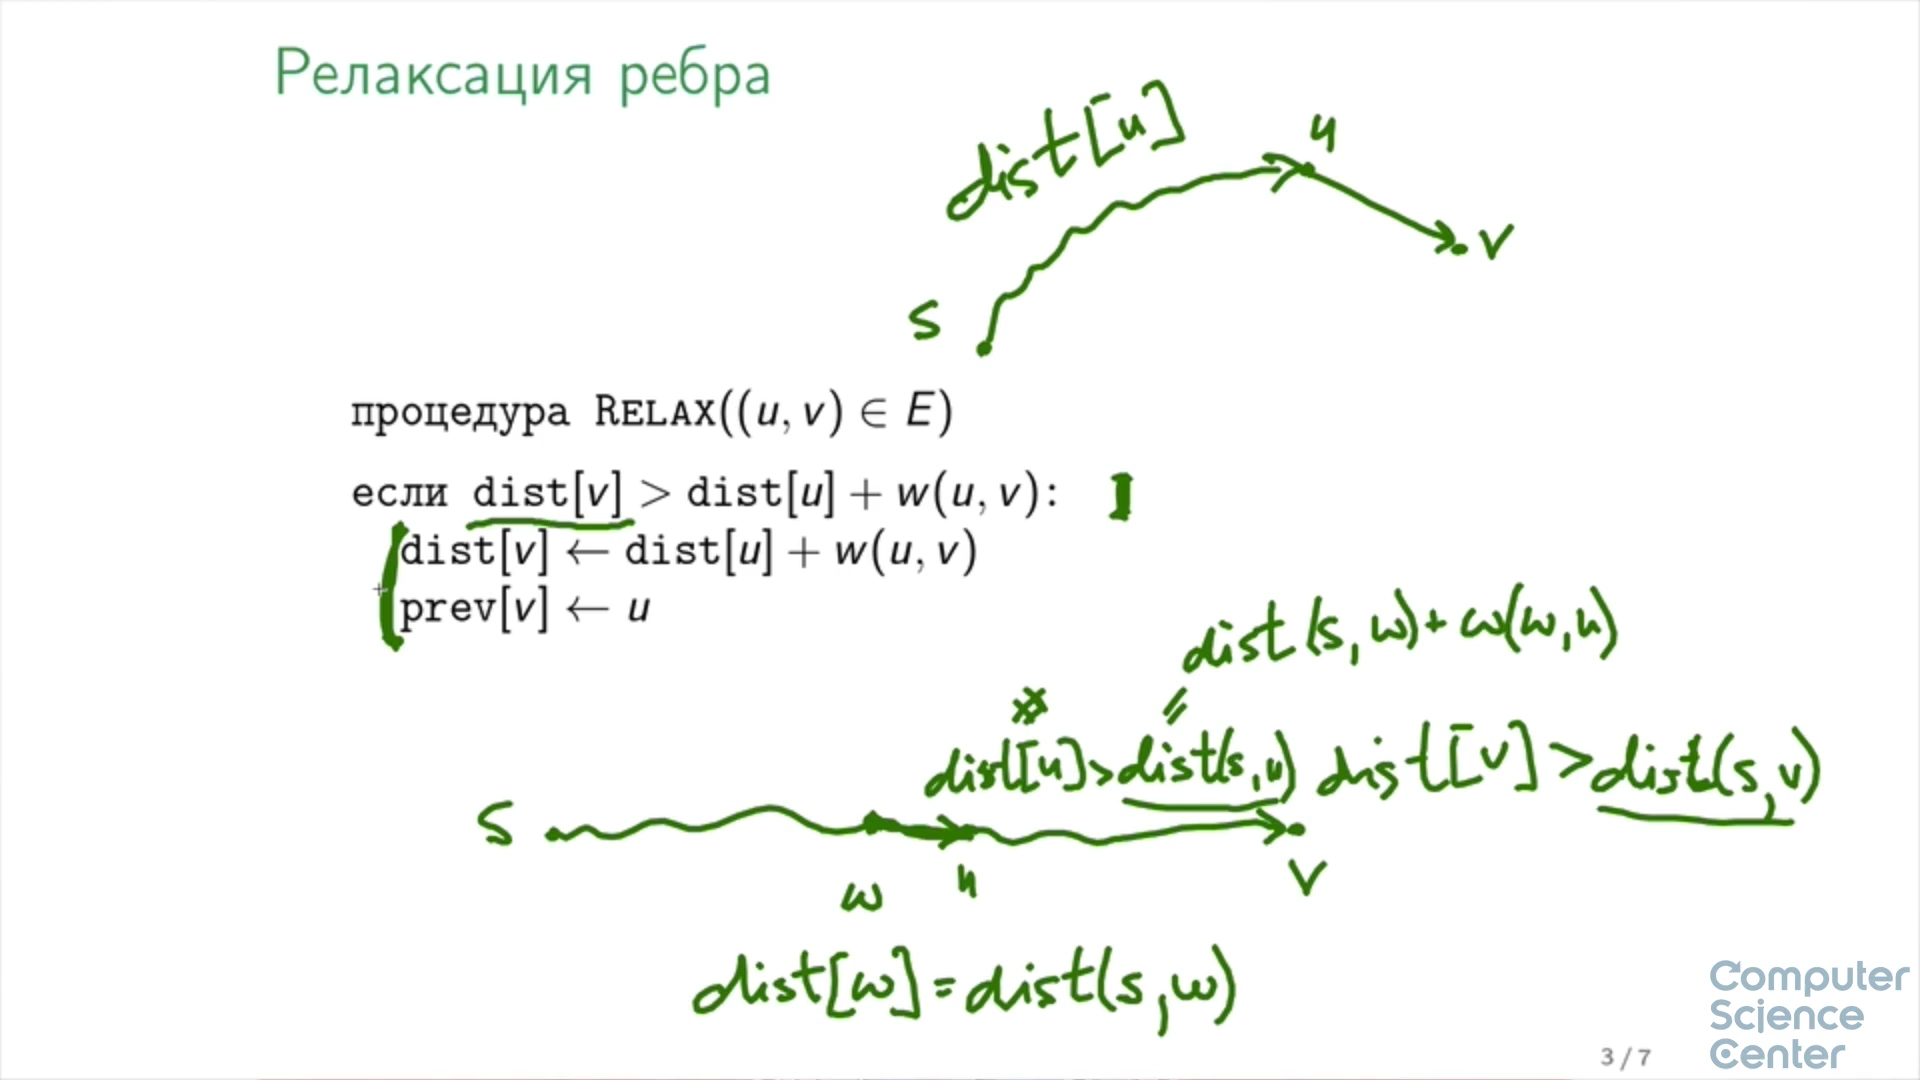 Релаксация ребра
dist[u]
u
v
s
процедура RELAX((u, v) ∈ E)
если dist[v] > dist[u] + w(u, v):
dist[v] ← dist[u] + w(u, v)
prev[v] ← u
dist(s, w) + w(w, u)
dist[u] > dist(s, u) dist[v] > dist(s, v)
s
w u v
dist[w] = dist(s, w)
Computer
Science
Center
3 / 7